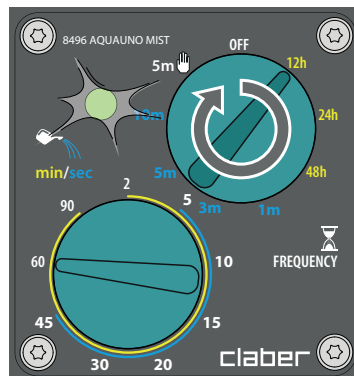 8496 AQUAUNO MIST
OFF
5m
12h
10m
24h
min/sec
5m
48h
3m
1m
2
5
90
FREQUENCY
60
10
45
15
30
20
claber